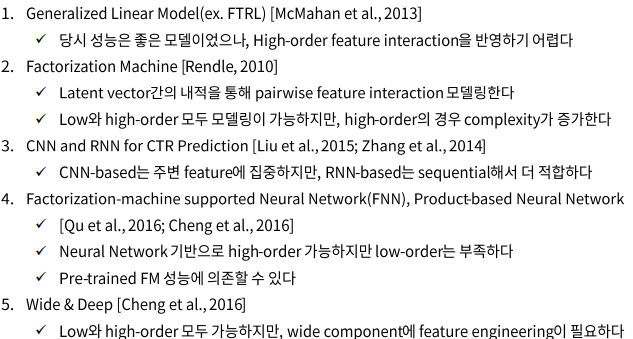 1. Generalized Linear Model(ex. FTRL) [McMahan et al., 2013]
✓ 당시 성능은 좋은 모델이었으나, High-order feature interaction을 반영하기 어렵다
2. Factorization Machine [Rendle, 2010]
✓ Latent vector간의 내적을 통해 pairwise feature interaction 모델링한다
✓ Low와 high-order 모두 모델링이 가능하지만, high-order의 경우 complexity가 증가한다
3. CNN and RNN for CTR Prediction [Liu et al., 2015; Zhang et al., 2014]
✓ CNN-based는 주변 feature에 집중하지만, RNN-based는 sequential해서 더 적합하다
4. Factorization-machine supported Neural Network(FNN), Product-based Neural Network
✓ [Qu et al., 2016; Cheng et al., 2016]
✓ Neural Network 기반으로 high-order 가능하지만 low-order는 부족하다
✓ Pre-trained FM 성능에 의존할 수 있다
5. Wide & Deep [Cheng et al., 2016]
✓ Low와 high-order 모두 가능하지만, wide component에 feature engineering이 필요하다